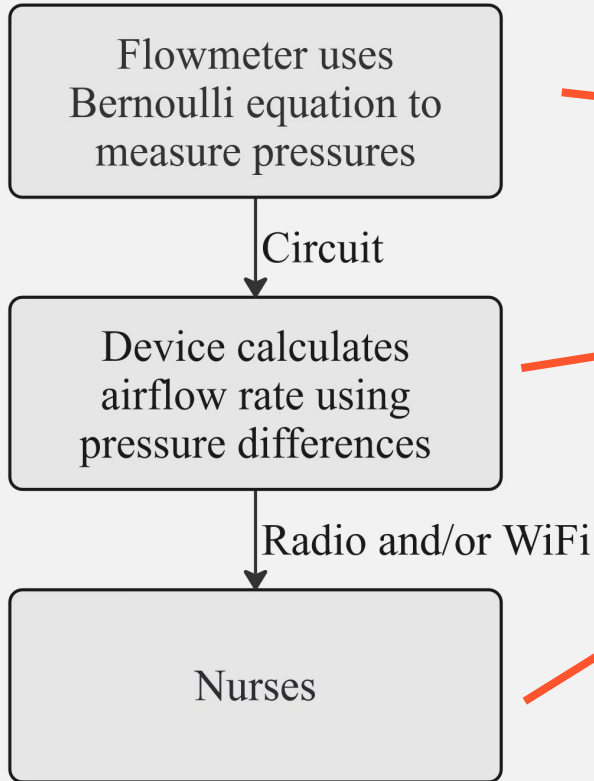 Flowmeter uses
Bernoulli equation to
measure pressures
Circuit
Device calculates
airflow rate using
pressure differences
Radio and/or WiFi
Nurses